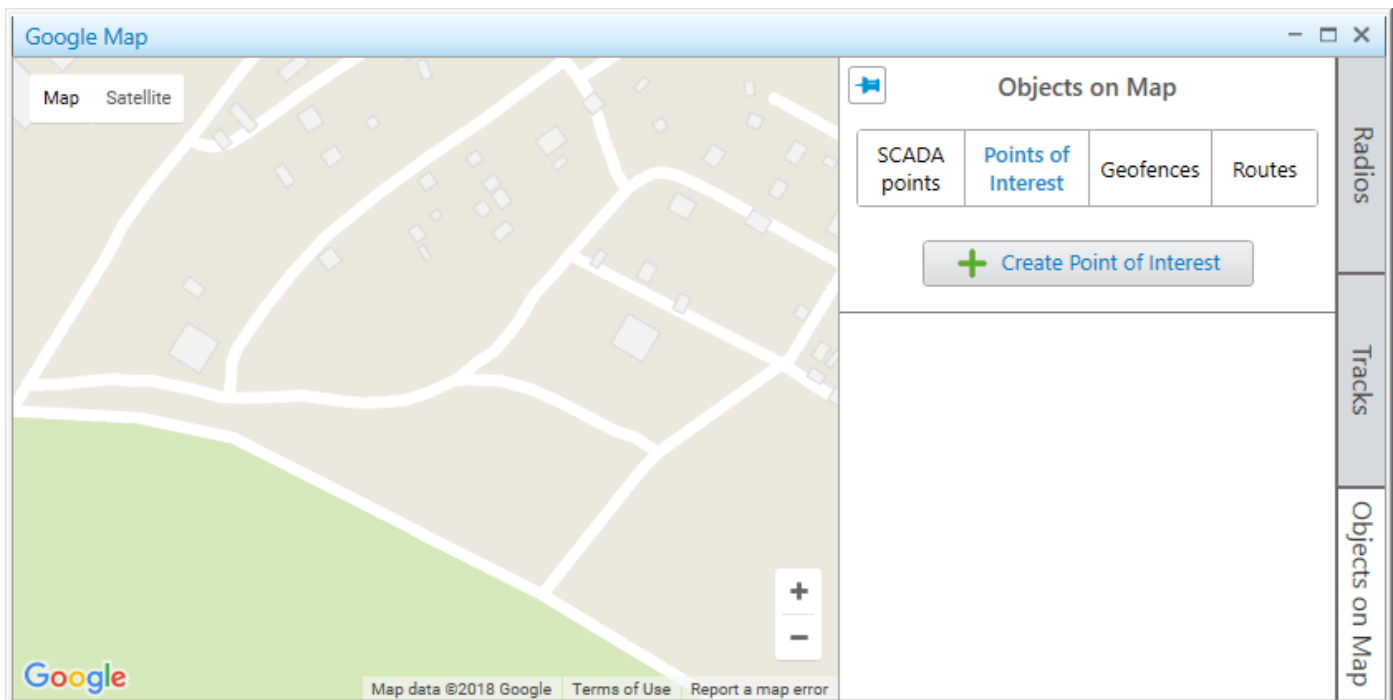 Google Map
Map Satellite
Objects on Map
SCADA points
Points of Interest
Geofences
Routes
Create Point of Interest
Radios
Tracks
Objects on Map
Google
Map data ©2018 Google Terms of Use Report a map error